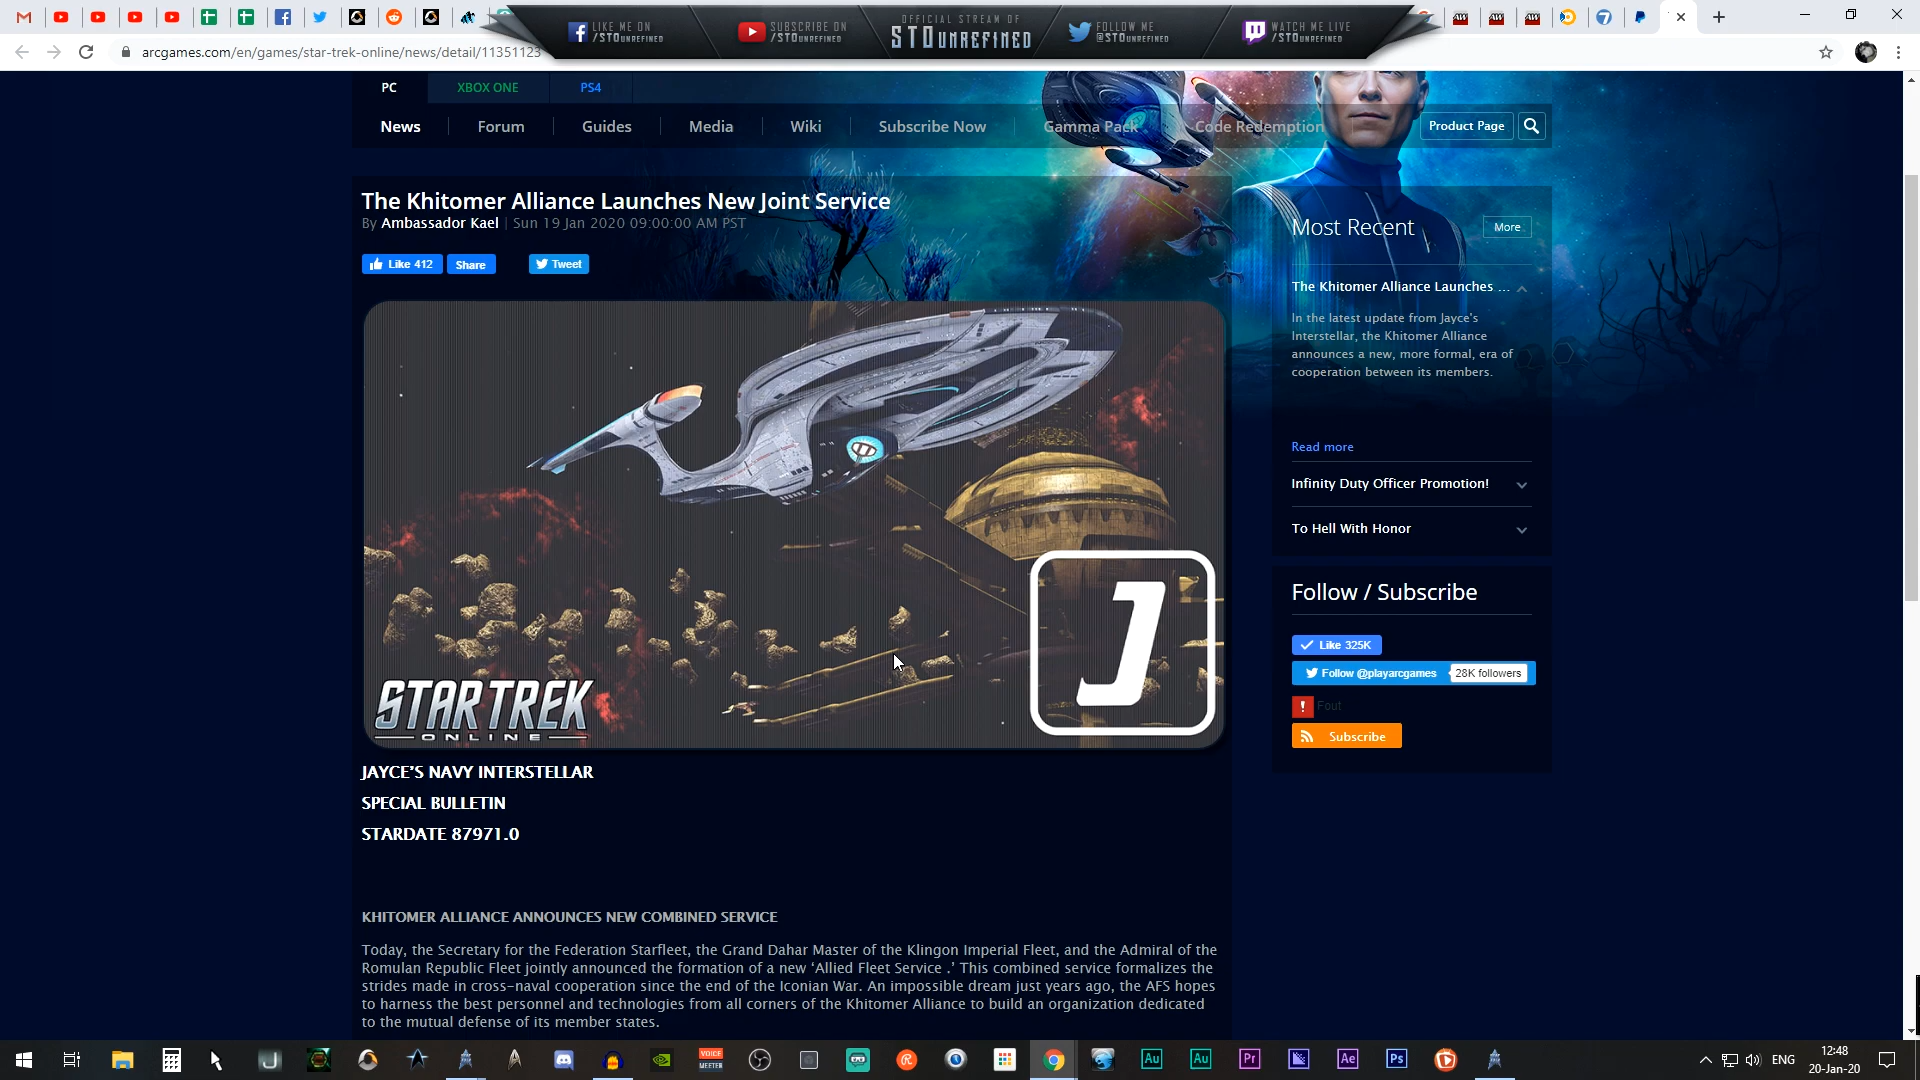 LIKE ME ON
/STOUNREFINED
SUBSCRIBE ON
/STOUNREFINED
OFFICIAL STREAM OF
STOUNREFINED
FOLLOW ME
@STOUNREFINED
WATCH ME LIVE
/STOUNREFINED
arcgames.com/en/games/star-trek-online/news/detail/11351123
PC
XBOX ONE
PS4
News
Forum
Guides
Media
Wiki
Subscribe Now
Gamma Pack
Code Redemption
Product Page
The Khitomer Alliance Launches New Joint Service
By Ambassador Kael | Sun 19 Jan 2020 09:00:00 AM PST
Like 412
Share
Tweet
J
STAR TREK
ONLINE
JAYCE'S NAVY INTERSTELLAR
SPECIAL BULLETIN
STARDATE 87971.0
KHITOMER ALLIANCE ANNOUNCES NEW COMBINED SERVICE
Today, the Secretary for the Federation Starfleet, the Grand Dahar Master of the Klingon Imperial Fleet, and the Admiral of the
Romulan Republic Fleet jointly announced the formation of a new ‘Allied Fleet Service .’ This combined service formalizes the
strides made in cross-naval cooperation since the end of the Iconian War. An impossible dream just years ago, the AFS hopes
to harness the best personnel and technologies from all corners of the Khitomer Alliance to build an organization dedicated
to the mutual defense of its member states.
Most Recent
More
The Khitomer Alliance Launches ...
In the latest update from Jayce's
Interstellar, the Khitomer Alliance
announces a new, more formal, era of
cooperation between its members.
Read more
Infinity Duty Officer Promotion!
To Hell With Honor
Follow / Subscribe
Like 325K
Follow @playarcgames
28K followers
Fout
Subscribe
VOICE
MEETER
Au
Au
Pr
Ae
Ps
ENG
12:48
20-Jan-20